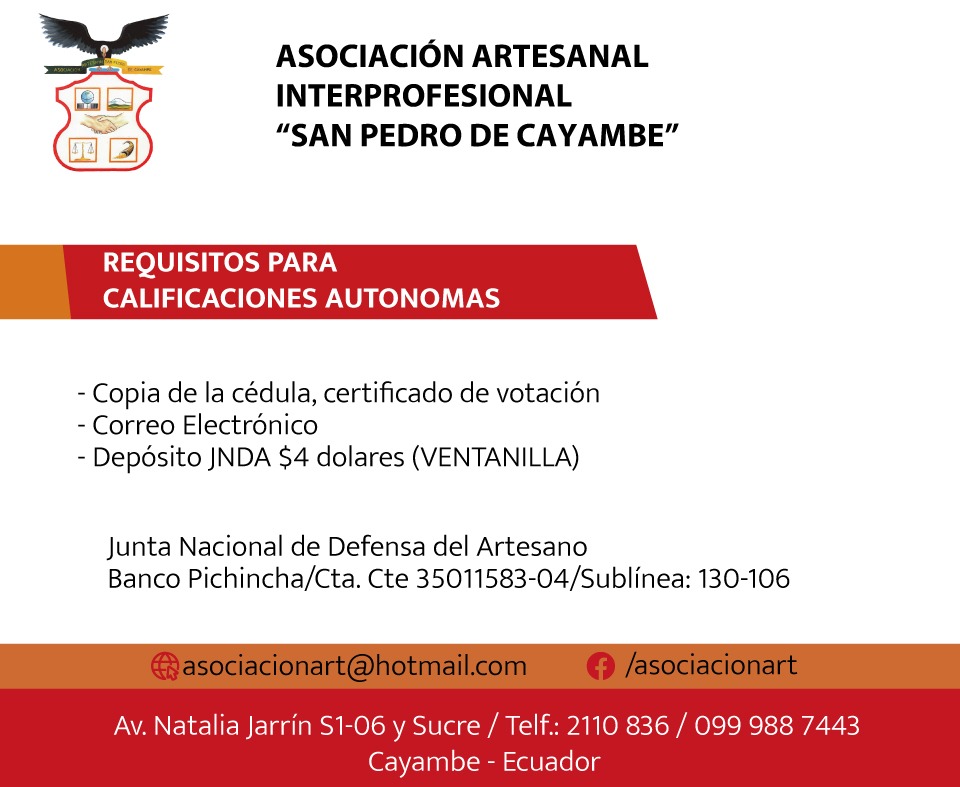 ASOCIACIÓN ARTESANAL
INTERPROFESIONAL
“SAN PEDRO DE CAYAMBE”
REQUISITOS PARA
CALIFICACIONES AUTONOMAS
- Copia de la cédula, certificado de votación
- Correo Electrónico
- Depósito JNDA $4 dolares (VENTANILLA)
Junta Nacional de Defensa del Artesano
Banco Pichincha/Cta. Cte 35011583-04/Sublínea: 130-106
asociacionart@hotmail.com /asociacionart
Av. Natalia Jarrín S1-06 y Sucre / Telf.: 2110 836 / 099 988 7443
Cayambe - Ecuador